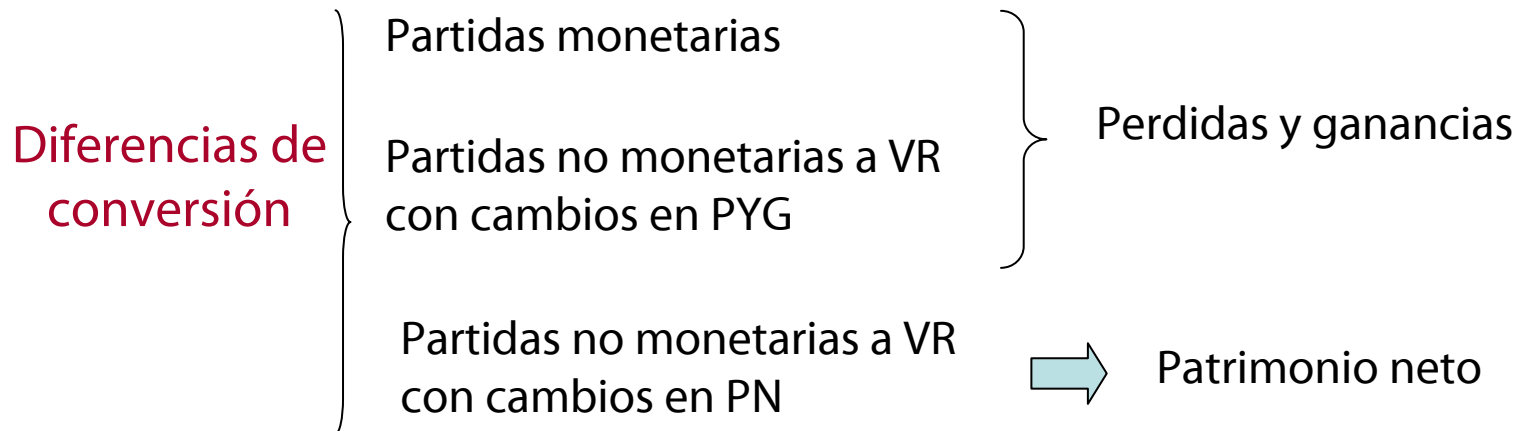 Diferencias de
conversión
Partidas monetarias
Partidas no monetarias a VR
con cambios en PYG
Perdidas y ganancias
Partidas no monetarias a VR
con cambios en PN
Patrimonio neto